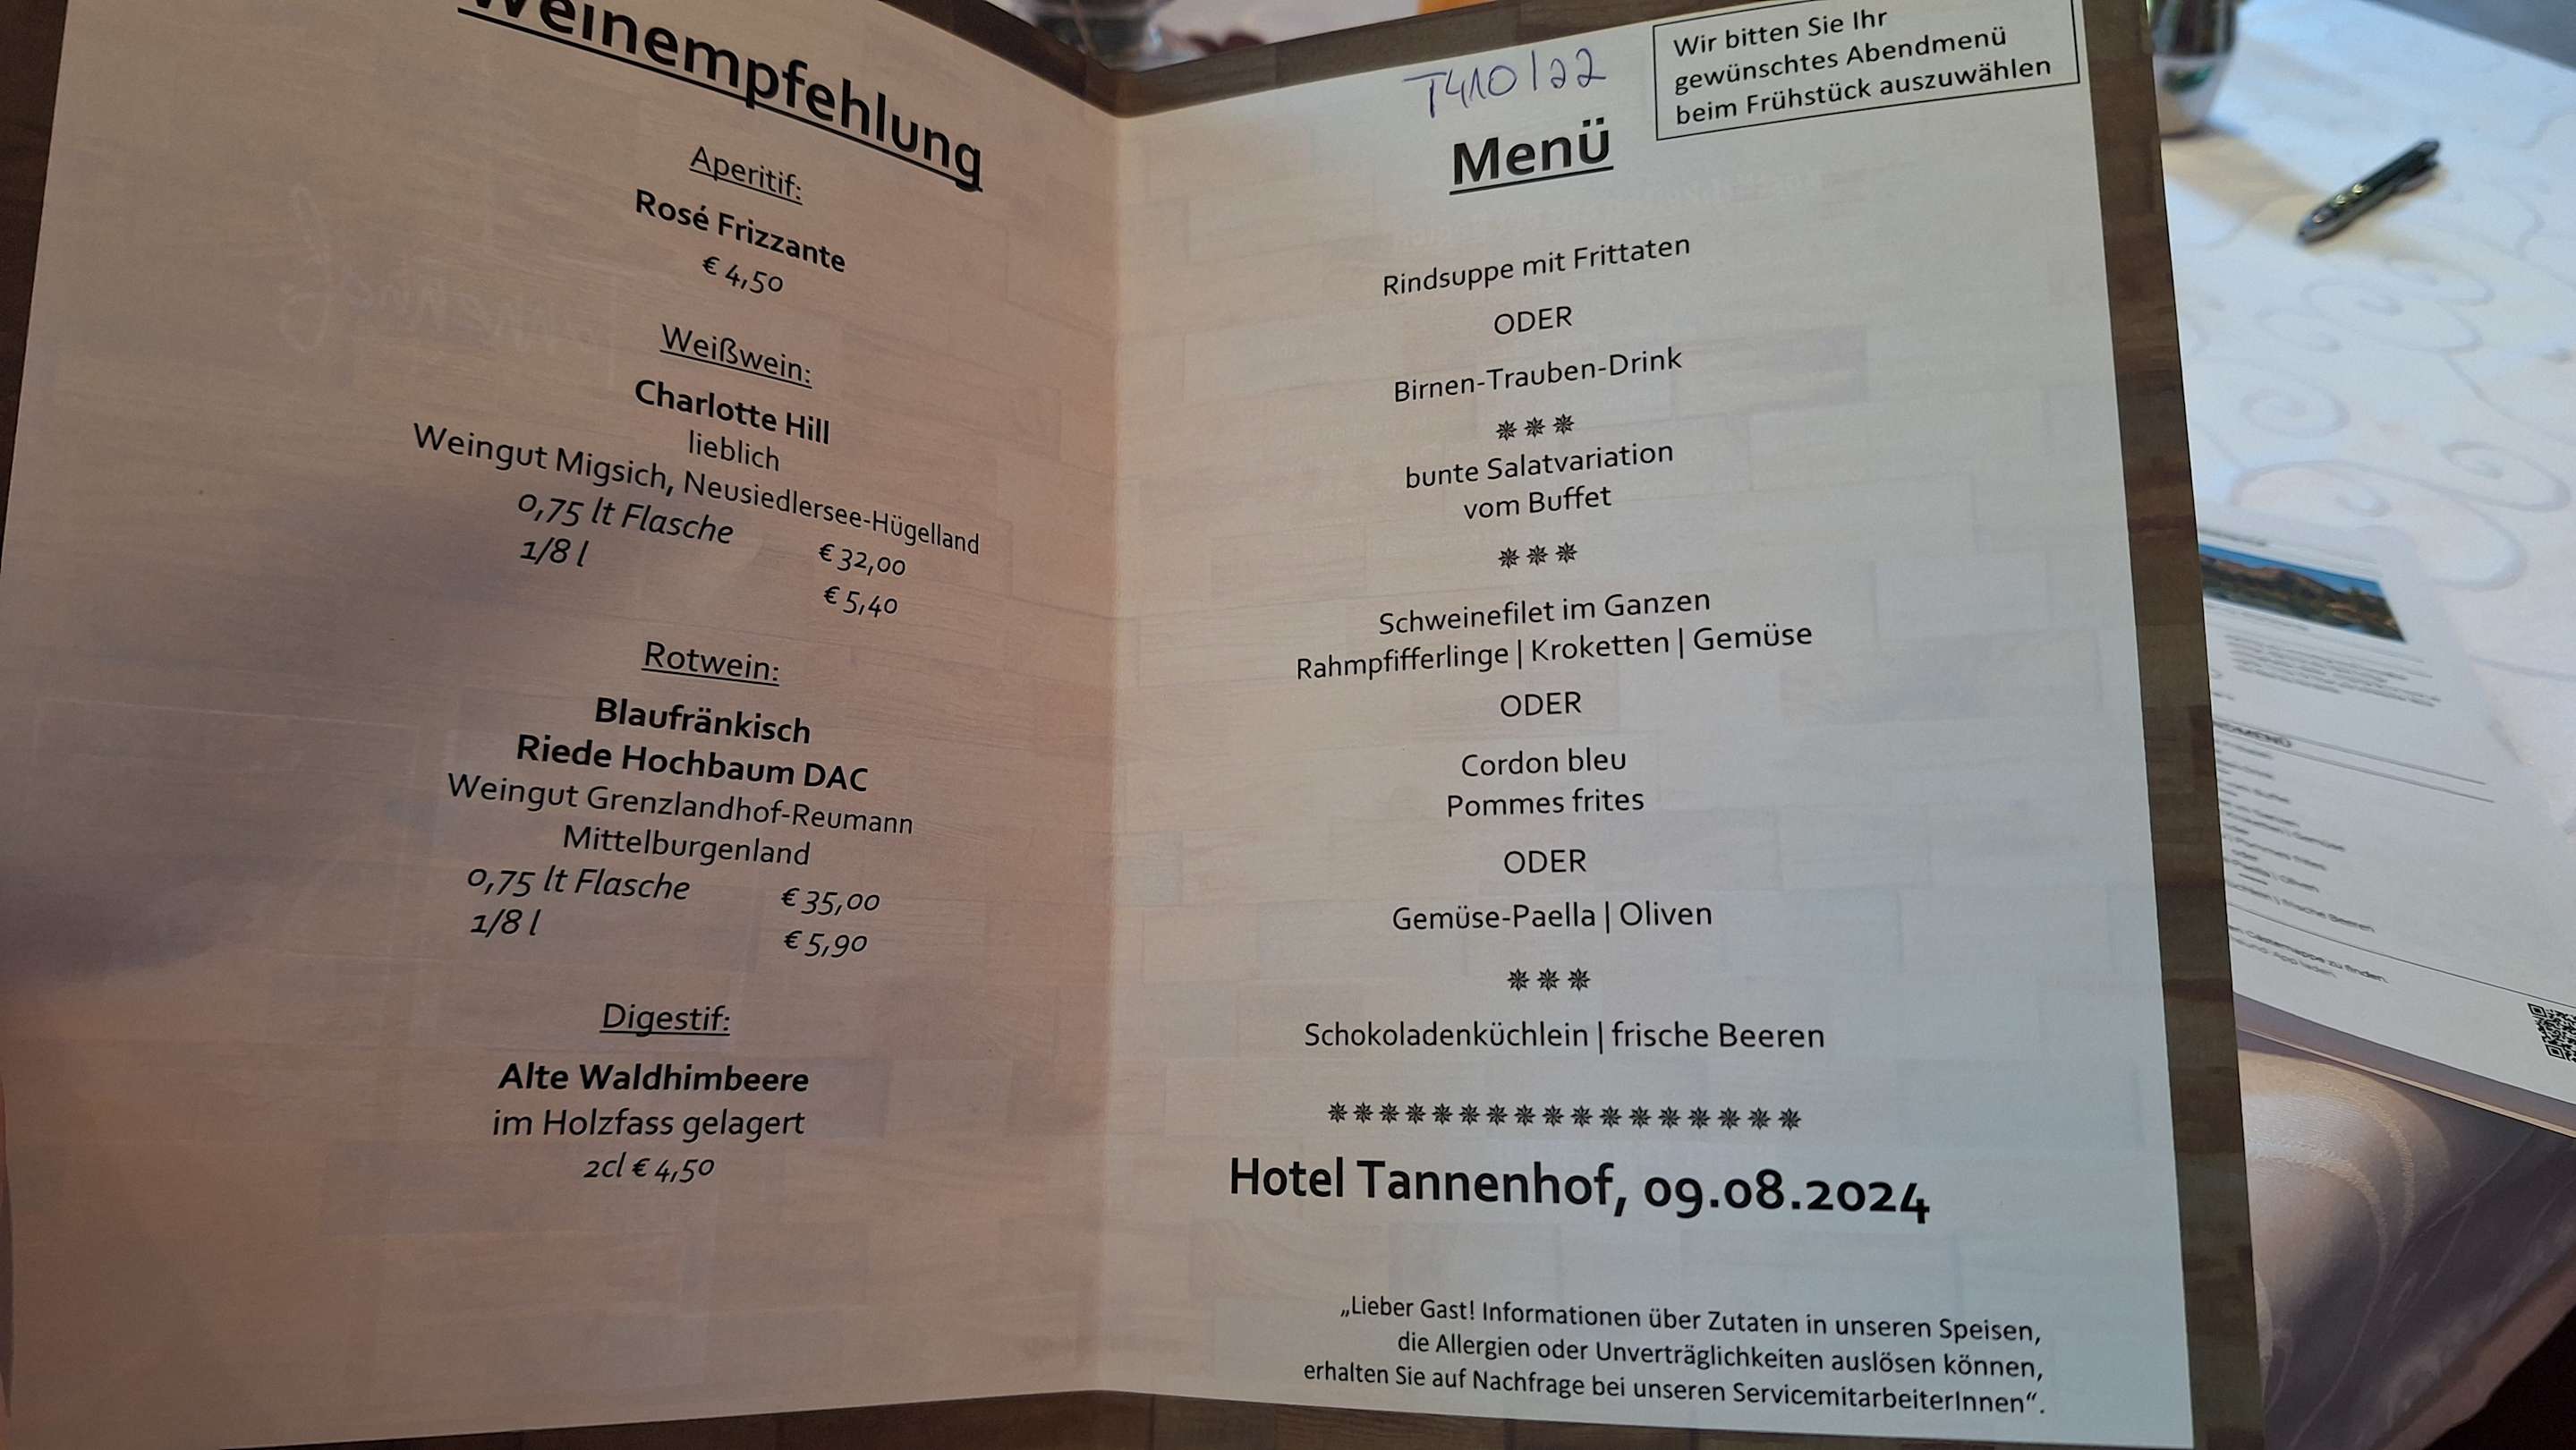 Weinempfehlung
Aperitif:
Rosé Frizzante
€ 4,50
Weißwein:
Charlotte Hill
lieblich
Weingut Migsich, Neusiedlersee-Hügelland
0,75 lt Flasche € 32,00
1/8 l € 5,40
Rotwein:
Blaufränkisch
Riede Hochbaum DAC
Weingut Grenzlandhof-Reumann
Mittelburgenland
0,75 lt Flasche € 35,00
1/8 l € 5,90
Digestif:
Alte Waldhimbeere
im Holzfass gelagert
2cl € 4,50
T410/22
Wir bitten Sie Ihr
gewünschtes Abendmenü
beim Frühstück auszuwählen
Menü
Rindsuppe mit Frittaten
ODER
Birnen-Trauben-Drink
bunte Salatvariation
vom Buffet
Schweinefilet im Ganzen
Rahmpfifferlinge | Kroketten | Gemüse
ODER
Cordon bleu
Pommes frites
ODER
Gemüse-Paella | Oliven
Schokoladenküchlein | frische Beeren
Hotel Tannenhof, 09.08.2024
„Lieber Gast! Informationen über Zutaten in unseren Speisen,
die Allergien oder Unverträglichkeiten auslösen können,
erhalten Sie auf Nachfrage bei unseren ServicemitarbeiterInnen“.